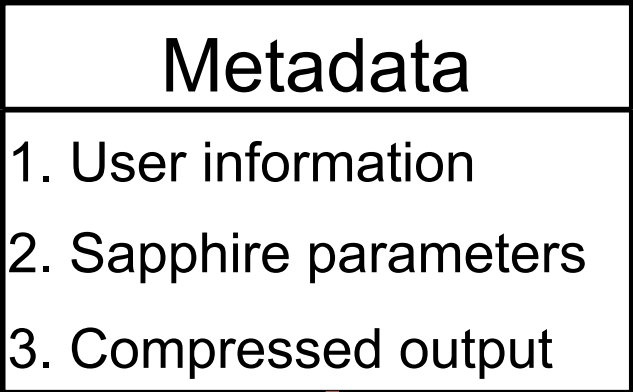 Metadata
1. User information
2. Sapphire parameters
3. Compressed output